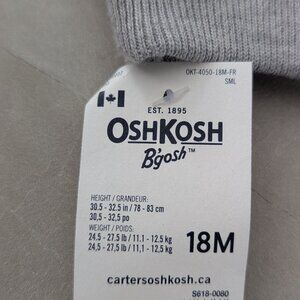 OKT-4050-18M-FR
SML
EST. 1895
OSHKOSH
B'gosh™
HEIGHT / GRANDEUR:
30.5 - 32.5 in / 78 - 83 cm
30,5 - 32,5 po
WEIGHT / POIDS:
24.5 - 27.5 lb / 11.1 - 12.5 kg
24,5 - 27,5 lb / 11,1 - 12,5 kg
18M
cartersoshkosh.ca
S618-0080